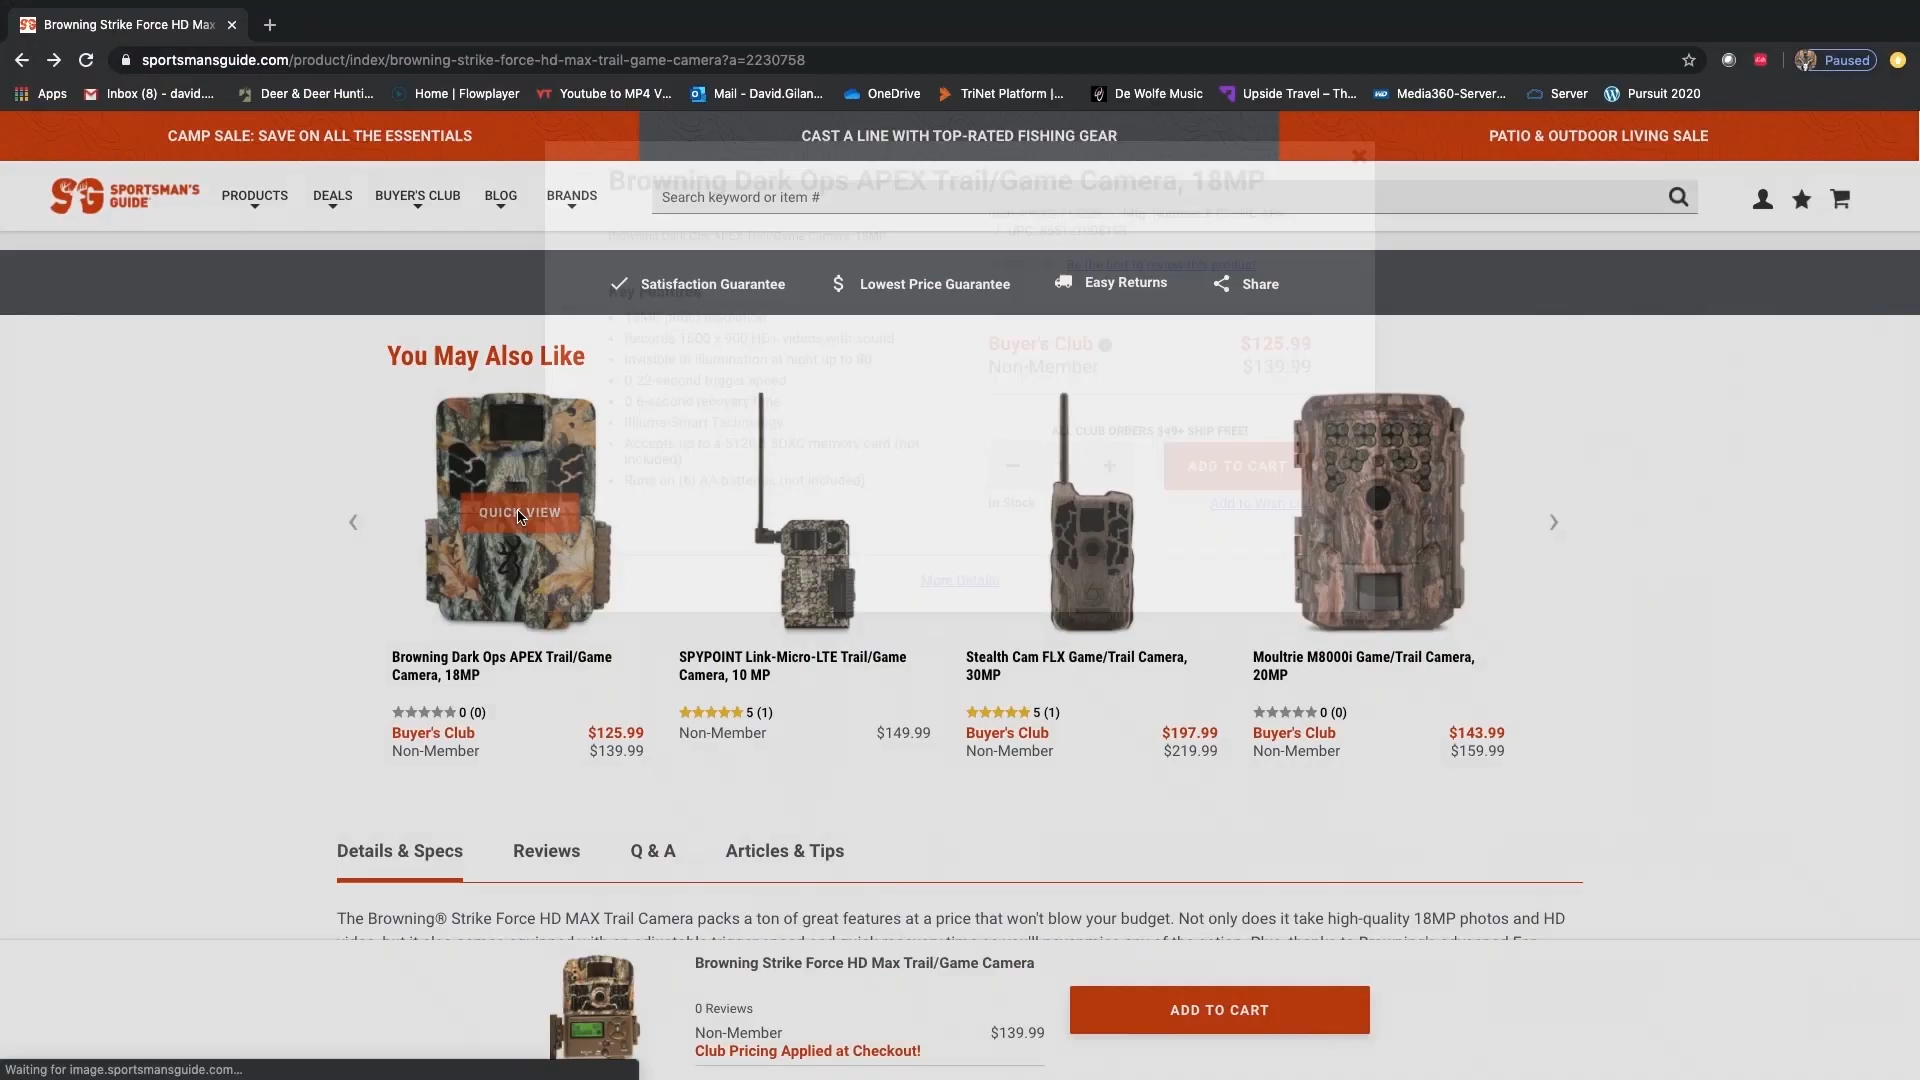 Browning Strike Force HD Max
sportsmansguide.com/product/index/browning-strike-force-hd-max-trail-game-camera?a=2230758
Paused
Apps
Inbox (8) - david....
Deer & Deer Hunti...
Home | Flowplayer
Youtube to MP4 V...
Mail - David.Gilan...
OneDrive
TriNet Platform |...
De Wolfe Music
Upside Travel – Th...
Media360-Server...
Server
Pursuit 2020
CAMP SALE: SAVE ON ALL THE ESSENTIALS
CAST A LINE WITH TOP-RATED FISHING GEAR
PATIO & OUTDOOR LIVING SALE
SG SPORTSMAN'S GUIDE
PRODUCTS
DEALS
BUYER'S CLUB
BLOG
BRANDS
Search keyword or item #
Browning Dark Ops APEX Trail/Game Camera, 18MP
Browning Dark Ops APEX Trail/Game Camera, 18MP
Be the first to review this product!
Satisfaction Guarantee
Lowest Price Guarantee
Easy Returns
Share
Key Features
Records 1600 x 900 HD+ videos with sound
Invisible IR illumination at night up to 80
0.22-second trigger speed
0.6-second recovery time
Illuma-Smart Technology
Accepts up to a 512GB SDXC memory card (not included)
Runs on (6) AA batteries (not included)
Buyer's Club $125.99
Non-Member $139.99
ALL CLUB ORDERS $49+ SHIP FREE!
ADD TO CART
In Stock
Add to Wish
More Details
You May Also Like
QUICK VIEW
Browning Dark Ops APEX Trail/Game Camera, 18MP
0 (0)
Buyer's Club $125.99
Non-Member $139.99
SPYPOINT Link-Micro-LTE Trail/Game Camera, 10 MP
5 (1)
Non-Member $149.99
Stealth Cam FLX Game/Trail Camera, 30MP
5 (1)
Buyer's Club $197.99
Non-Member $219.99
Moultrie M8000i Game/Trail Camera, 20MP
0 (0)
Buyer's Club $143.99
Non-Member $159.99
Details & Specs
Reviews
Q & A
Articles & Tips
The Browning® Strike Force HD MAX Trail Camera packs a ton of great features at a price that won't blow your budget. Not only does it take high-quality 18MP photos and HD
Browning Strike Force HD Max Trail/Game Camera
0 Reviews
Non-Member $139.99
Club Pricing Applied at Checkout!
ADD TO CART
Waiting for image.sportsmansguide.com...